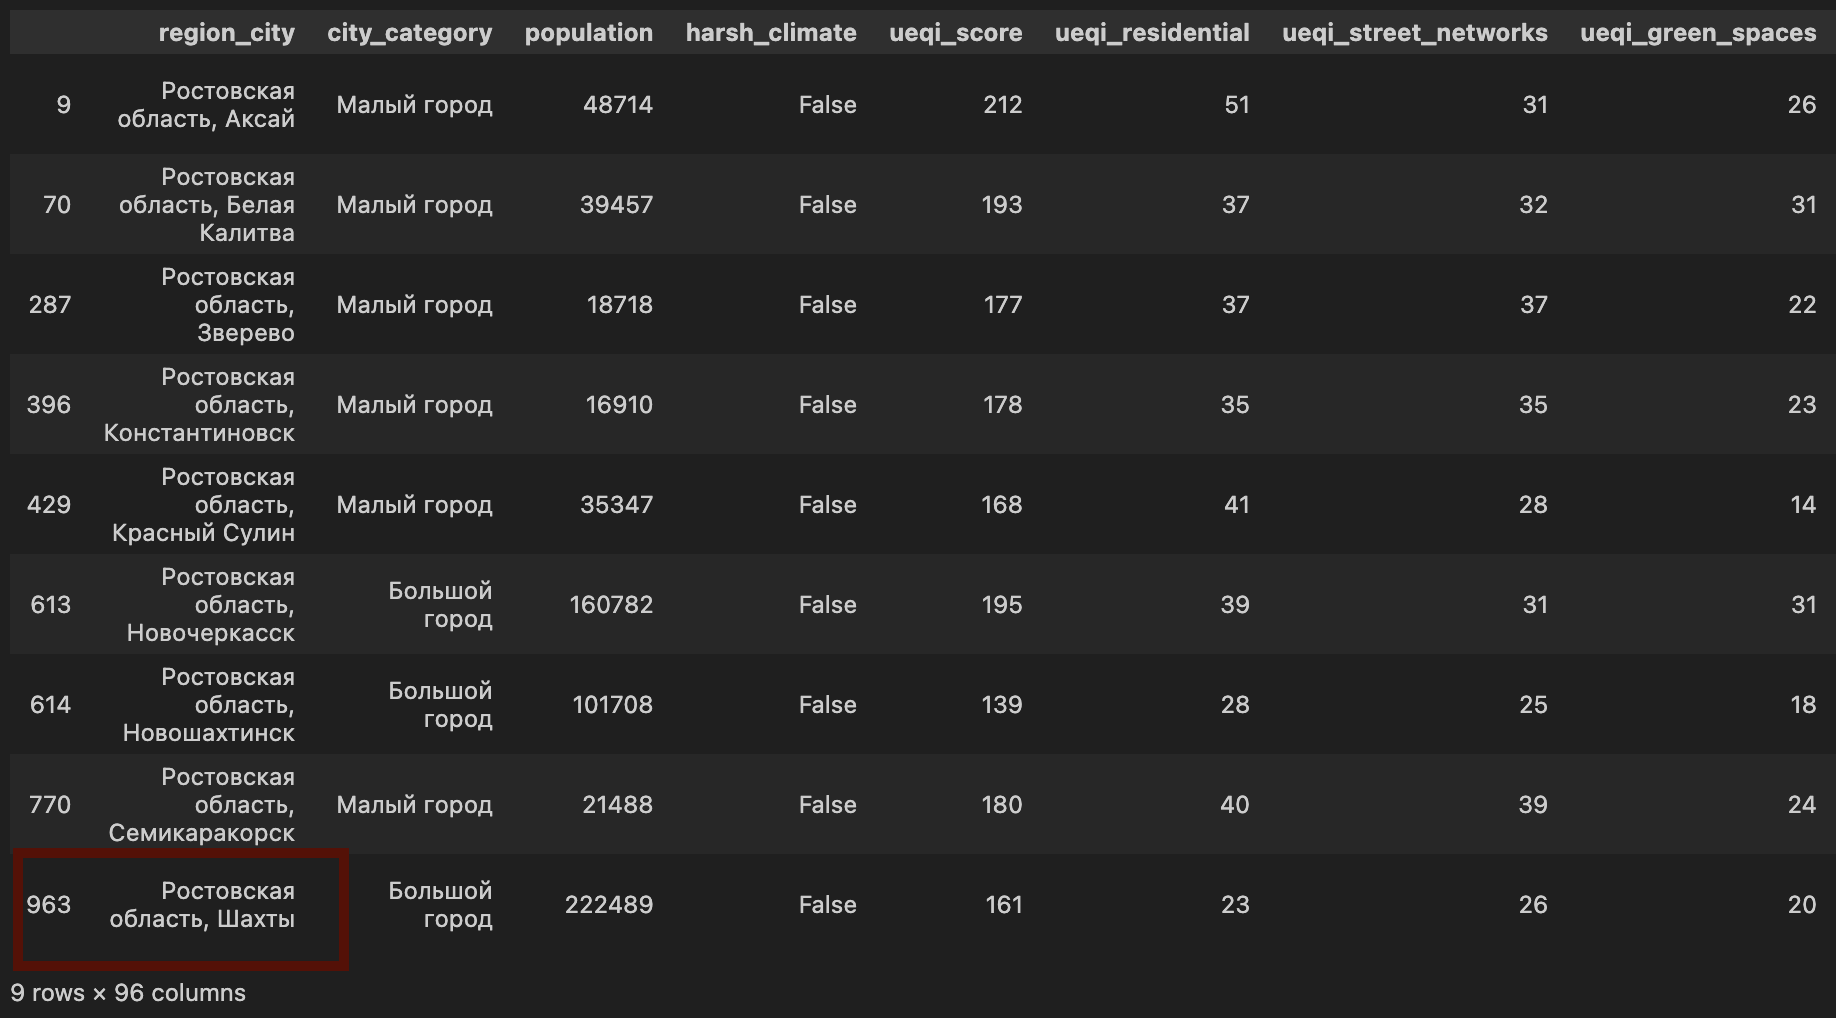 region_city city_category population harsh_climate ueqi_score ueqi_residential ueqi_street_networks ueqi_green_spaces
9 Ростовская область, Аксай Малый город 48714 False 212 51 31 26
70 Ростовская область, Белая Калитва Малый город 39457 False 193 37 32 31
287 Ростовская область, Зверево Малый город 18718 False 177 37 37 22
396 Ростовская область, Константиновск Малый город 16910 False 178 35 35 23
429 Ростовская область, Красный Сулин Малый город 35347 False 168 41 28 14
613 Ростовская область, Новочеркасск Большой город 160782 False 195 39 31 31
614 Ростовская область, Новошахтинск Большой город 101708 False 139 28 25 18
770 Ростовская область, Семикаракорск Малый город 21488 False 180 40 39 24
963 Ростовская область, Шахты Большой город 222489 False 161 23 26 20
9 rows × 96 columns